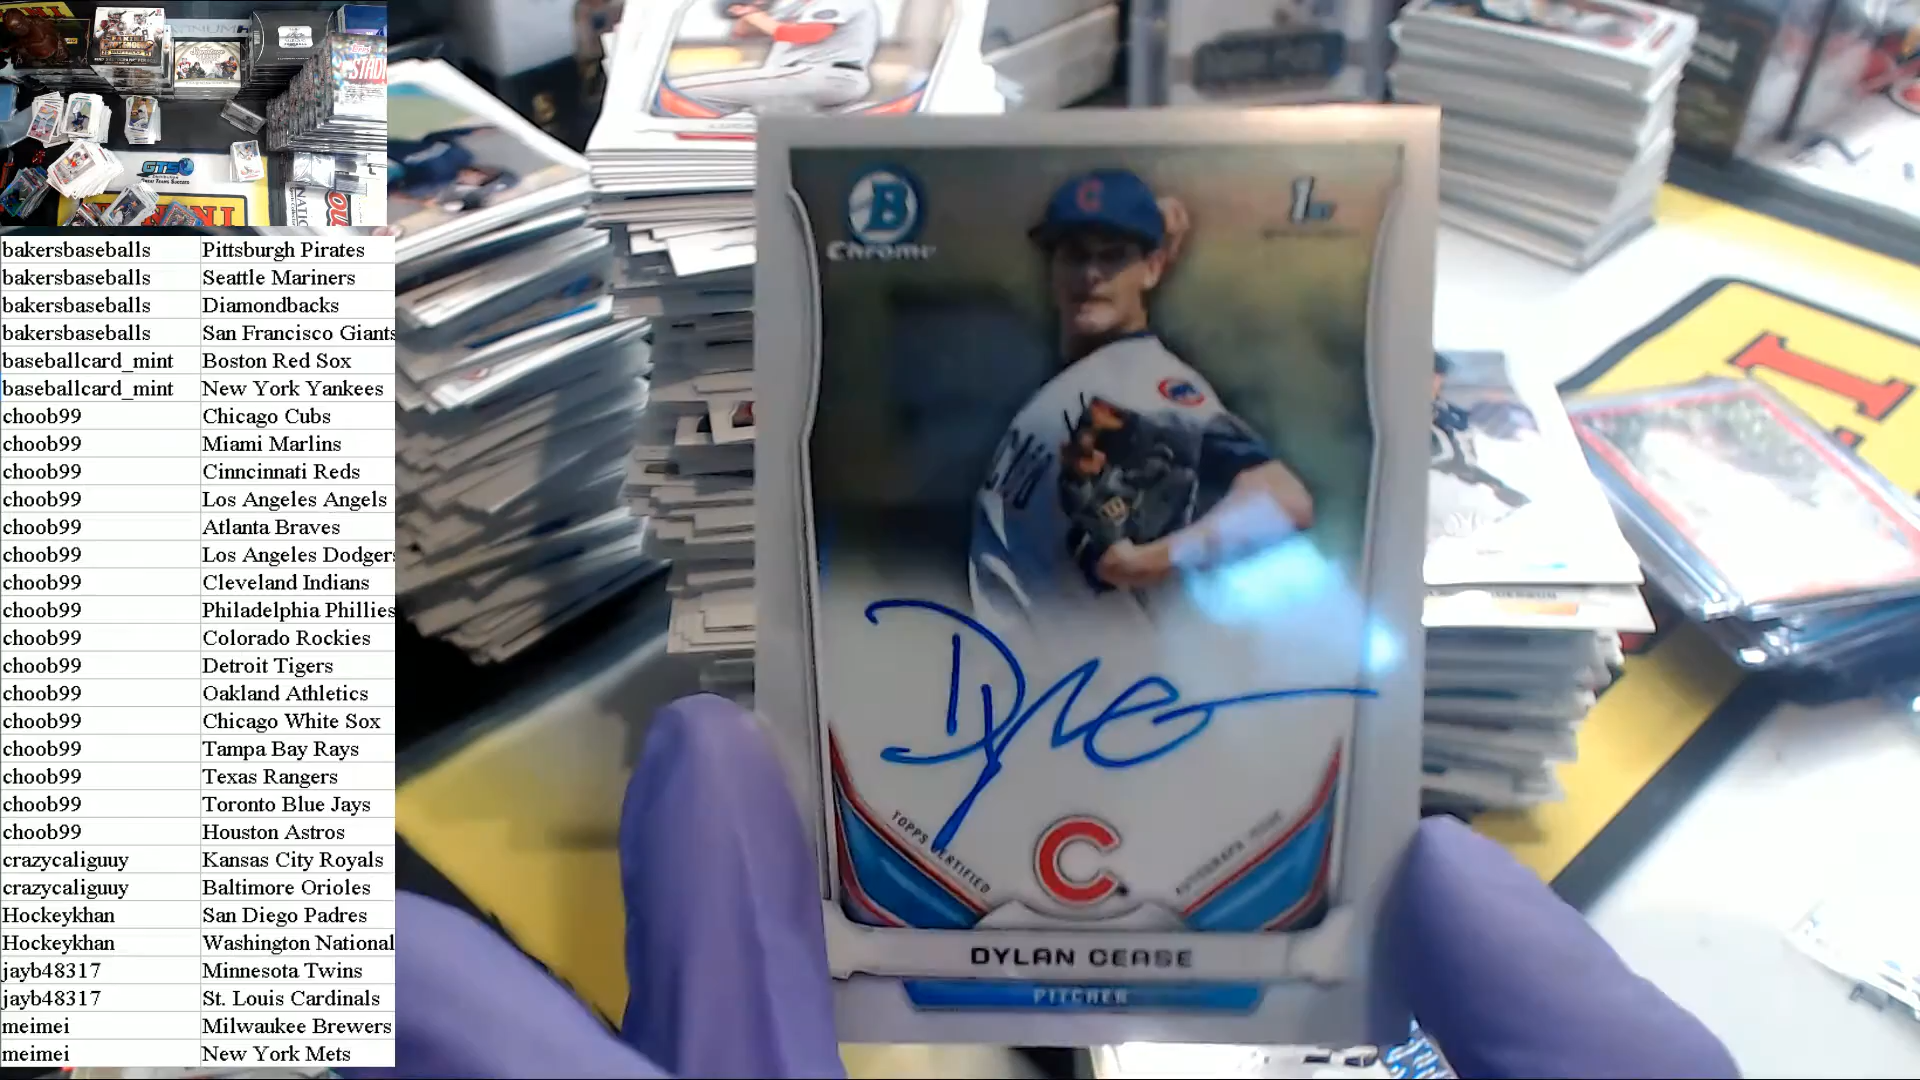 bakersbaseballs Pittsburgh Pirates
bakersbaseballs Seattle Mariners
bakersbaseballs Diamondbacks
bakersbaseballs San Francisco Giants
baseballcard_mint Boston Red Sox
baseballcard_mint New York Yankees
choob99 Chicago Cubs
choob99 Miami Marlins
choob99 Cinncinnati Reds
choob99 Los Angeles Angels
choob99 Atlanta Braves
choob99 Los Angeles Dodgers
choob99 Cleveland Indians
choob99 Philadelphia Phillies
choob99 Colorado Rockies
choob99 Detroit Tigers
choob99 Oakland Athletics
choob99 Chicago White Sox
choob99 Tampa Bay Rays
choob99 Texas Rangers
choob99 Toronto Blue Jays
choob99 Houston Astros
crazycaliguuy Kansas City Royals
crazycaliguuy Baltimore Orioles
Hockeykhan San Diego Padres
Hockeykhan Washington National
jayb48317 Minnesota Twins
jayb48317 St. Louis Cardinals
meimei Milwaukee Brewers
meimei New York Mets
GTS
B
Chrome
1st
C
TOPPS CERTIFIED
AUTOGRAPH ISSUE
C
DYLAN CEASE
PITCHER